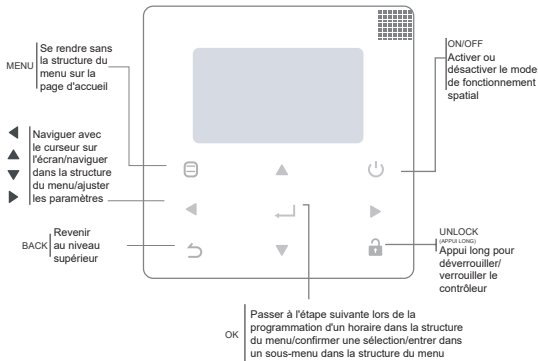 MENU
Se rendre sans
la structure du
menu sur la
page d'accueil
ON/OFF
Activer ou
désactiver le mode
de fonctionnement
spatial
Naviguer avec
le curseur sur
l'écran/naviguer
dans la structure
du menu/ajuster
les paramètres
BACK
Revenir
au niveau
supérieur
UNLOCK
(APPUI LONG)
Appui long pour
déverrouiller/
verrouiller le
contrôleur
OK
Passer à l'étape suivante lors de la
programmation d'un horaire dans la structure
du menu/confirmer une sélection/entrer dans
un sous-menu dans la structure du menu